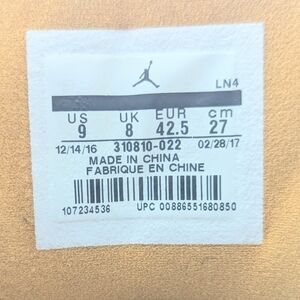 LN4
US UK EUR cm
9 8 42.5 27
12/14/16 310810-022 02/28/17
MADE IN CHINA
FABRIQUE EN CHINE
107234536 UPC 00886551680850